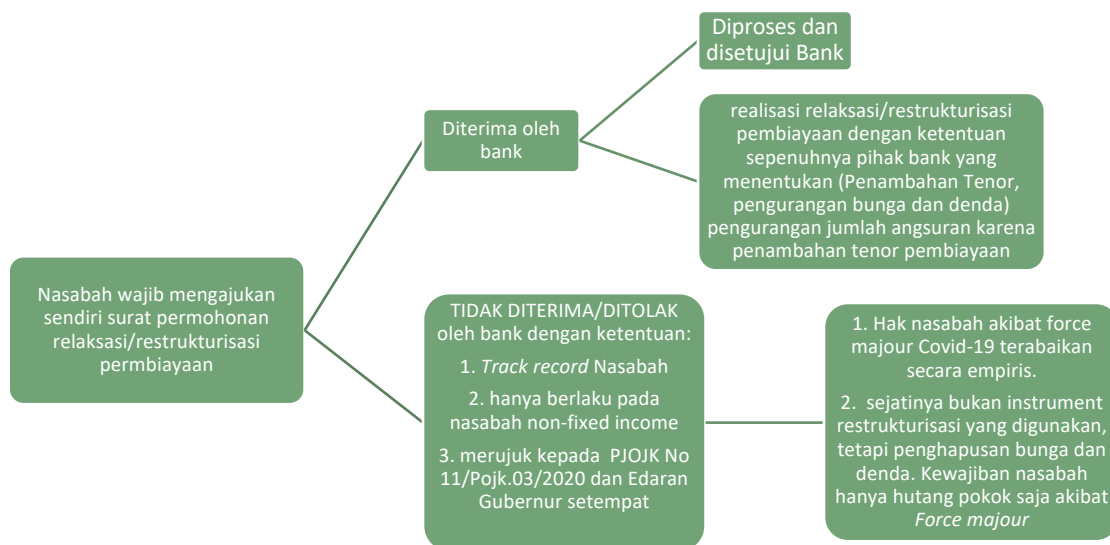 Nasabah wajib mengajukan
sendiri surat permohonan
relaksasi/restrukturisasi
permbiayaan
Diterima oleh
bank
Diproses dan
disetujui Bank
realisasi relaksasi/restrukturisasi
pembiayaan dengan ketentuan
sepenuhnya pihak bank yang
menentukan (Penambahan Tenor,
pengurangan bunga dan denda)
pengurangan jumlah angsuran karena
penambahan tenor pembiayaan
TIDAK DITERIMA/DITOLAK
oleh bank dengan ketentuan:
1. Track record Nasabah
2. hanya berlaku pada
nasabah non-fixed income
3. merujuk kepada PJOJK No
11/Pojk.03/2020 dan Edaran
Gubernur setempat
1. Hak nasabah akibat force
majour Covid-19 terabaikan
secara empiris.
2. sejatinya bukan instrument
restrukturisasi yang digunakan,
tetapi penghapusan bunga dan
denda. Kewajiban nasabah
hanya hutang pokok saja akibat
Force majour